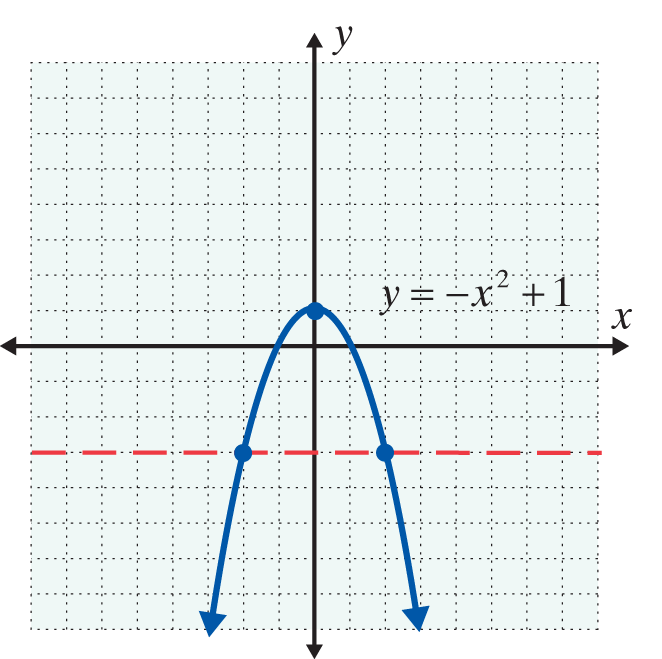 y
y = −x² + 1
x